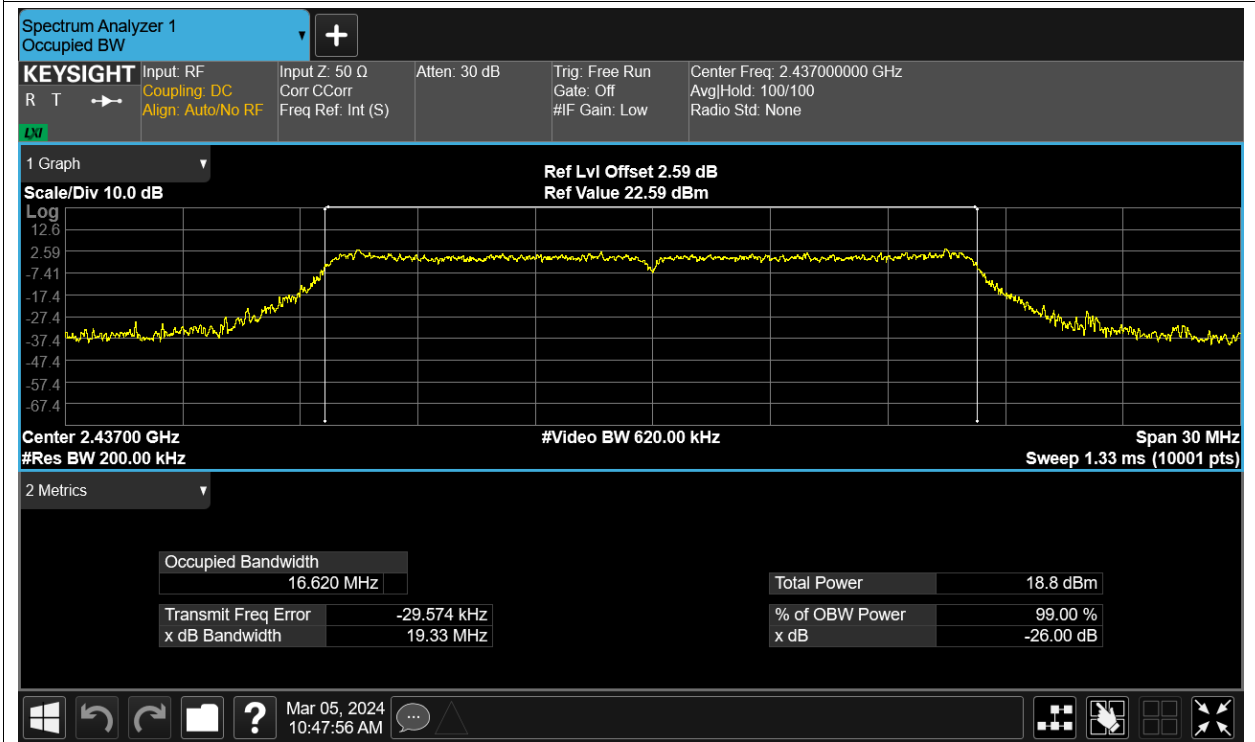 Spectrum Analyzer 1
Occupied BW
KEYSIGHT
R T
LXI
Input: RF
Coupling: DC
Align: Auto/No RF
Input Z: 50 Ω
Corr CCorr
Freq Ref: Int (S)
Atten: 30 dB
Trig: Free Run
Gate: Off
#IF Gain: Low
Center Freq: 2.437000000 GHz
Avg|Hold: 100/100
Radio Std: None
1 Graph
Scale/Div 10.0 dB
Ref Lvl Offset 2.59 dB
Ref Value 22.59 dBm
Log
12.6
2.59
-7.41
-17.4
-27.4
-37.4
-47.4
-57.4
-67.4
Center 2.43700 GHz
#Video BW 620.00 kHz
Span 30 MHz
#Res BW 200.00 kHz
Sweep 1.33 ms (10001 pts)
2 Metrics
Occupied Bandwidth
16.620 MHz
Transmit Freq Error -29.574 kHz
x dB Bandwidth 19.33 MHz
Total Power 18.8 dBm
% of OBW Power 99.00 %
x dB -26.00 dB
?
Mar 05, 2024
10:47:56 AM